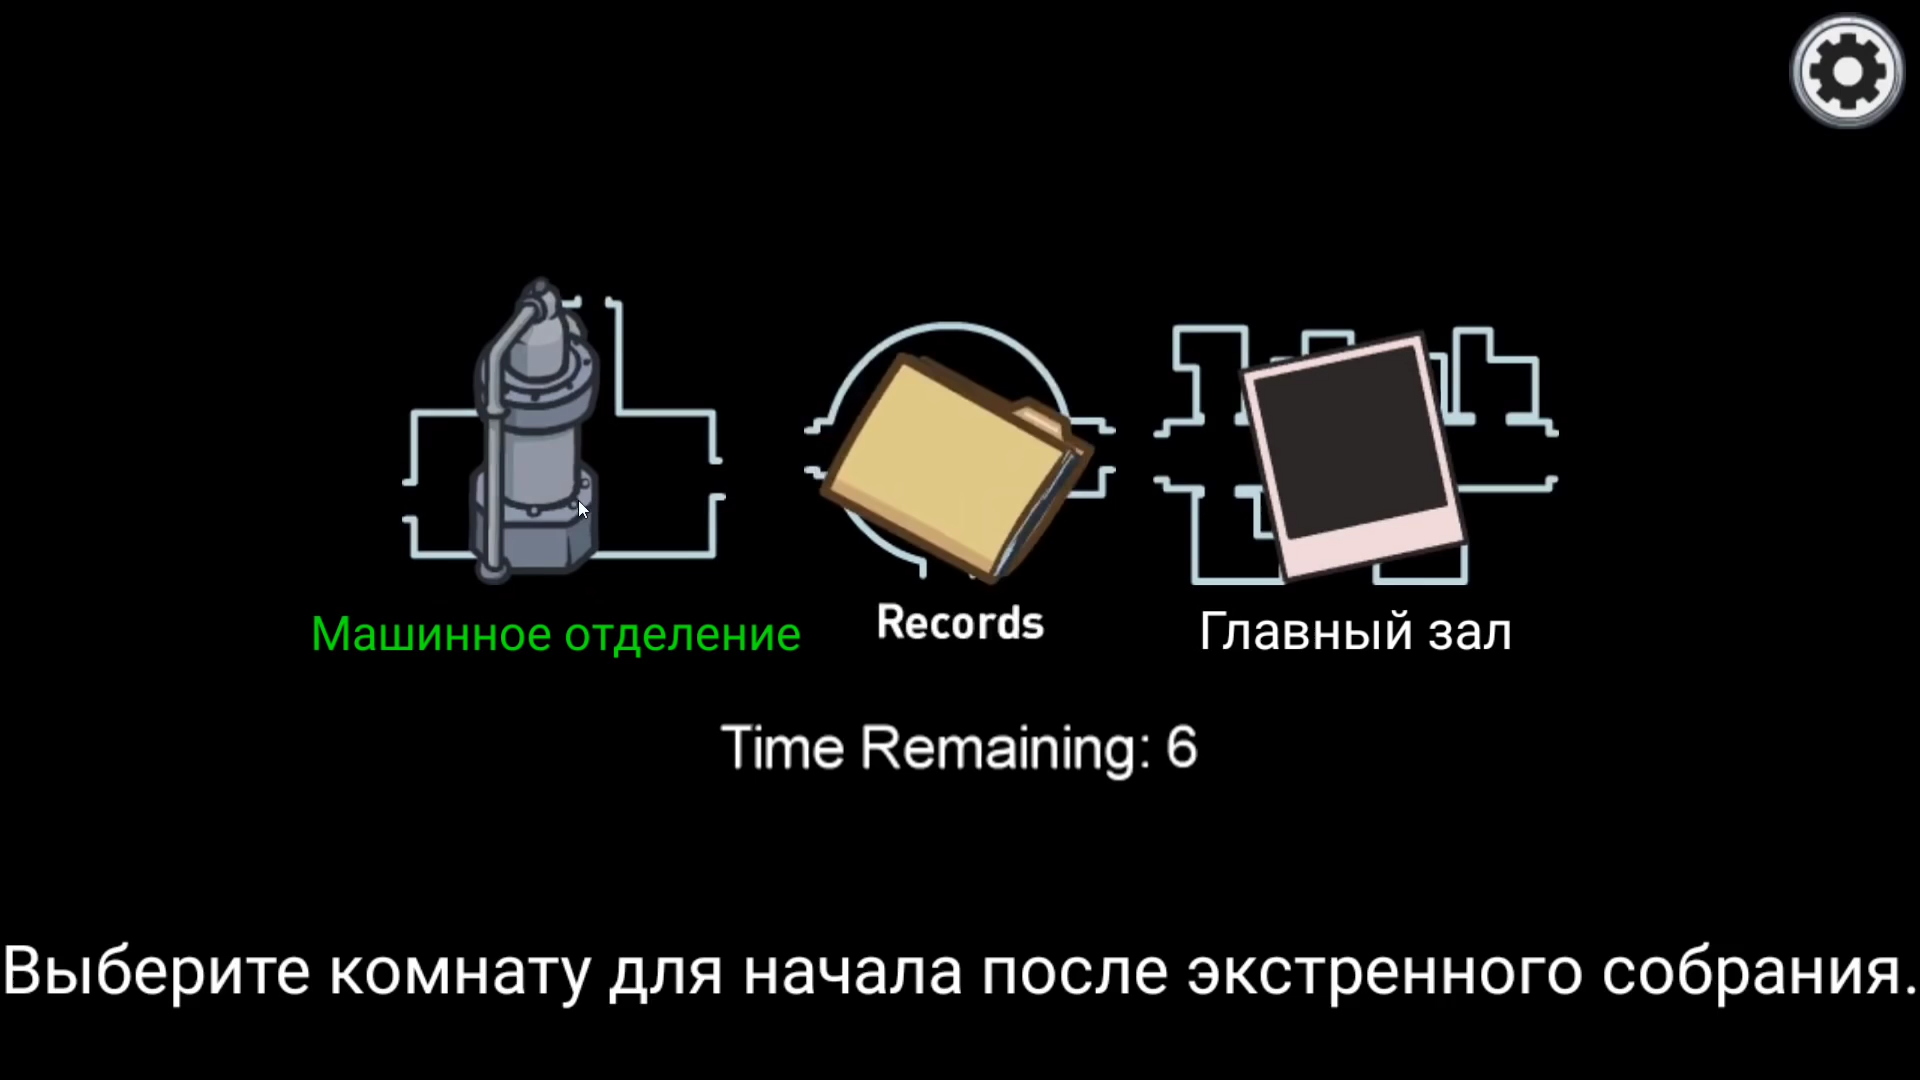 Машинное отделение
Records
Главный зал
Time Remaining: 6
Выберите комнату для начала после экстренного собрания.